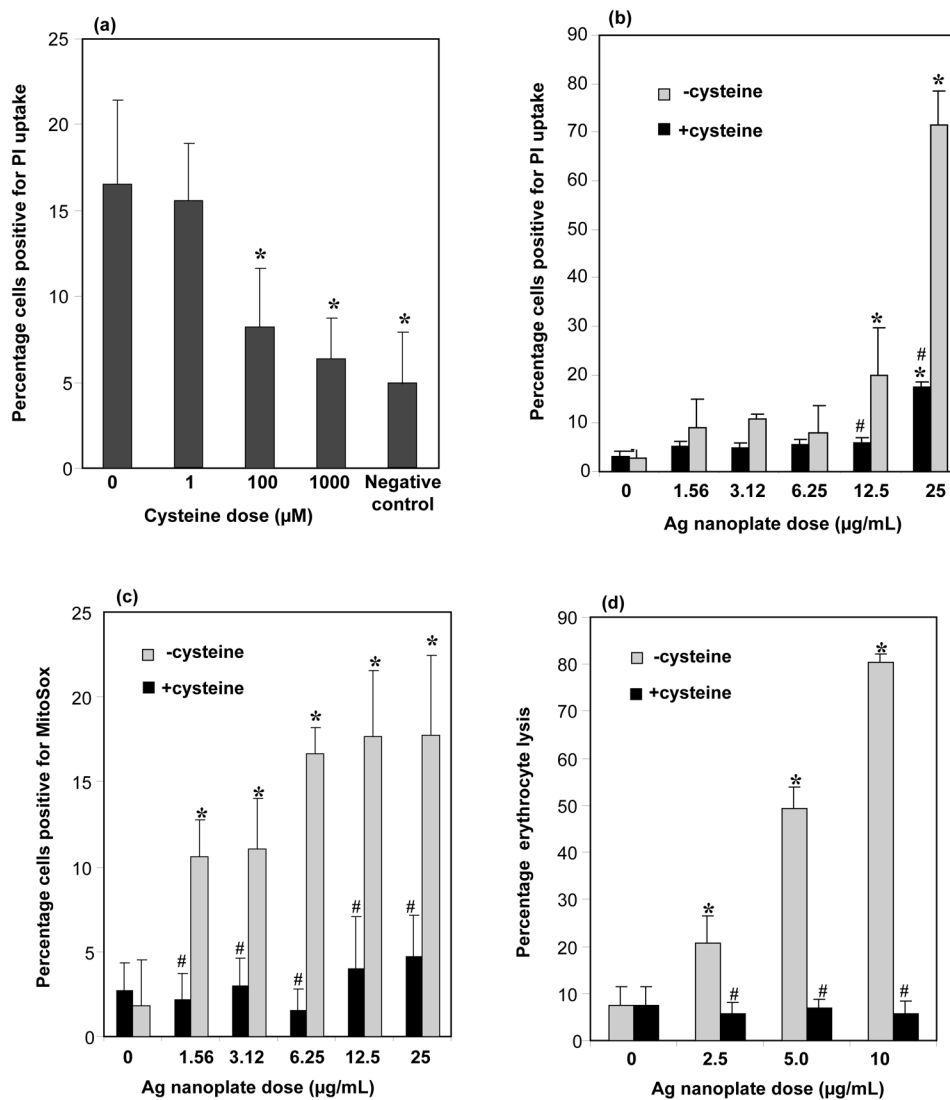 (a)
Percentage cells positive for PI uptake
25
20
15
10
5
0
*
*
*
0 1 100 1000 Negative
control
Cysteine dose (µM)
(b)
Percentage cells positive for PI uptake
90
80
70
60
50
40
30
20
10
0
-cysteine
+cysteine
#
*
#
*
*
0 1.56 3.12 6.25 12.5 25
Ag nanoplate dose (µg/mL)
(c)
Percentage cells positive for MitoSox
25
20
15
10
5
0
-cysteine
+cysteine
# * # * # * # * # *
0 1.56 3.12 6.25 12.5 25
Ag nanoplate dose (µg/mL)
(d)
Percentage erythrocyte lysis
90
80
90
60
50
40
30
20
10
0
-cysteine
+cysteine
* # * # * #
0 2.5 5.0 10
Ag nanoplate dose (µg/mL)